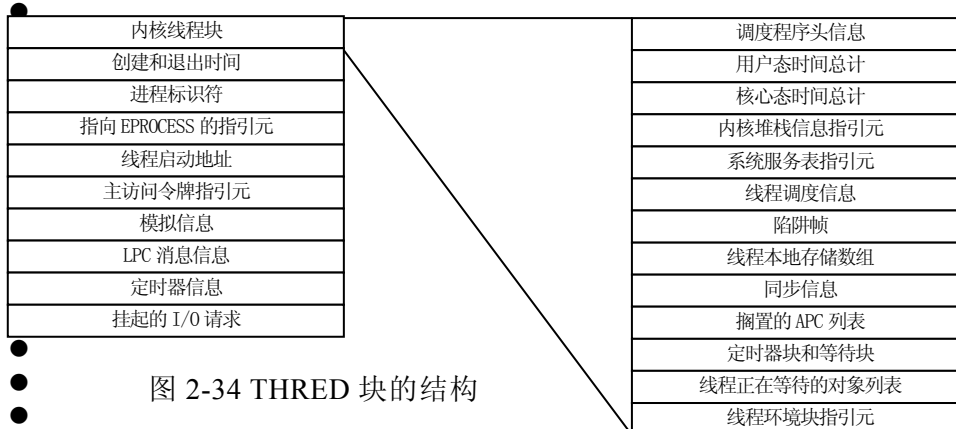 内核线程块
创建和退出时间
进程标识符
指向 EPROCESS 的指引元
线程启动地址
主访问令牌指引元
模拟信息
LPC 消息信息
定时器信息
挂起的 I/O 请求
调度程序头信息
用户态时间总计
核心态时间总计
内核堆栈信息指引元
系统服务表指引元
线程调度信息
陷阱帧
线程本地存储数组
同步信息
搁置的 APC 列表
定时器块和等待块
线程正在等待的对象列表
线程环境块指引元
图 2-34 THRED 块的结构